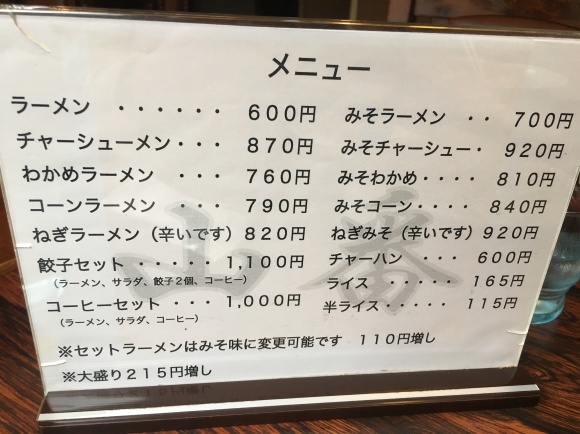 メニュー
ラーメン ・・・・・・ 600円
チャーシューメン・・・ 870円
わかめラーメン ・・・ 760円
コーンラーメン ・・・ 790円
ねぎラーメン（辛いです）820円
餃子セット ・・・・・ 1,100円
（ラーメン、サラダ、餃子2個、コーヒー）
コーヒーセット ・・・ 1,000円
（ラーメン、サラダ、コーヒー）
みそラーメン ・・ 700円
みそチャーシュー・ 920円
みそわかめ・・・・ 810円
みそコーン・・・・ 840円
ねぎみそ（辛いです）920円
チャーハン ・・・ 600円
ライス ・・・・・ 165円
半ライス・・・・・ 115円
※セットラーメンはみそ味に変更可能です 110円増し
※大盛り215円増し
山番